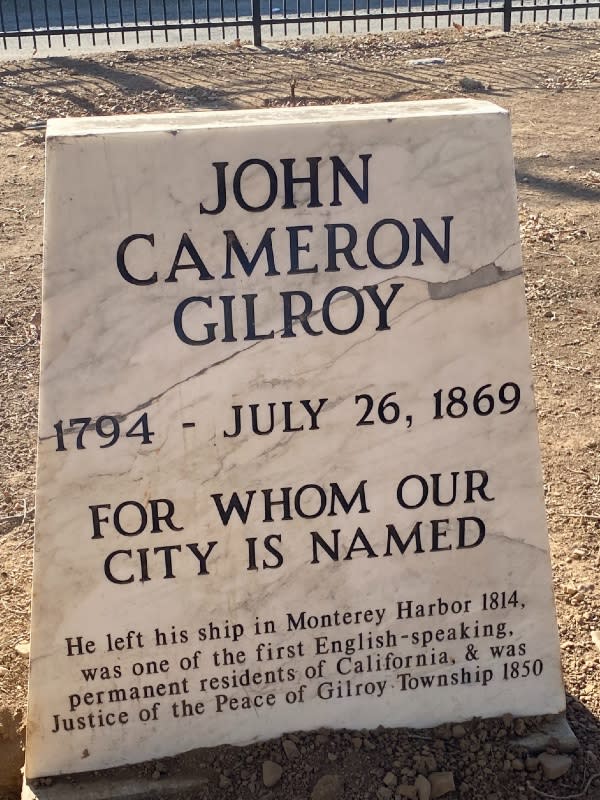 JOHN
CAMERON
GILROY
1794 - JULY 26, 1869
FOR WHOM OUR
CITY IS NAMED
He left his ship in Monterey Harbor 1814,
was one of the first English-speaking,
permanent residents of California, & was
Justice of the Peace of Gilroy Township 1850